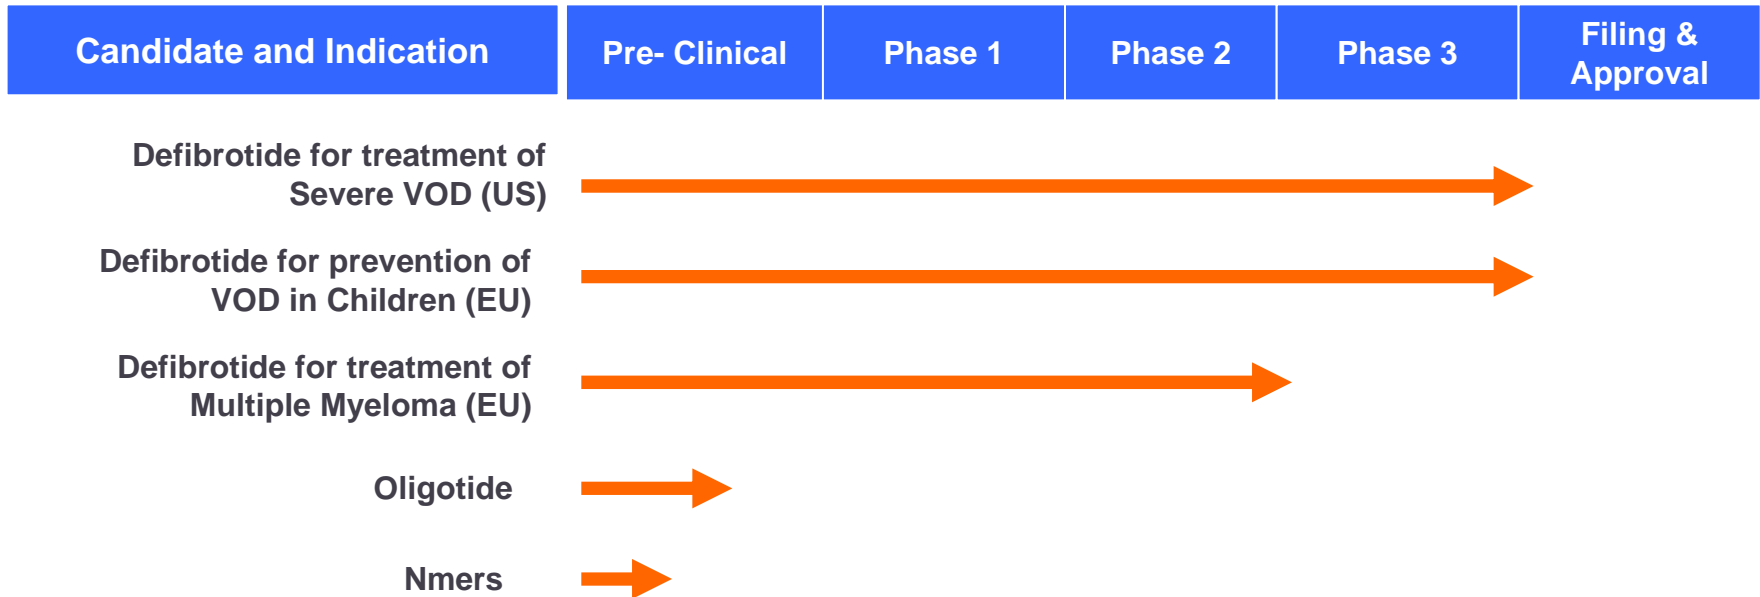 Candidate and Indication
Pre- Clinical
Phase 1
Phase 2
Phase 3
Filing &
Approval
Defibrotide for treatment of
Severe VOD (US)
Defibrotide for prevention of
VOD in Children (EU)
Defibrotide for treatment of
Multiple Myeloma (EU)
Oligotide
Nmers